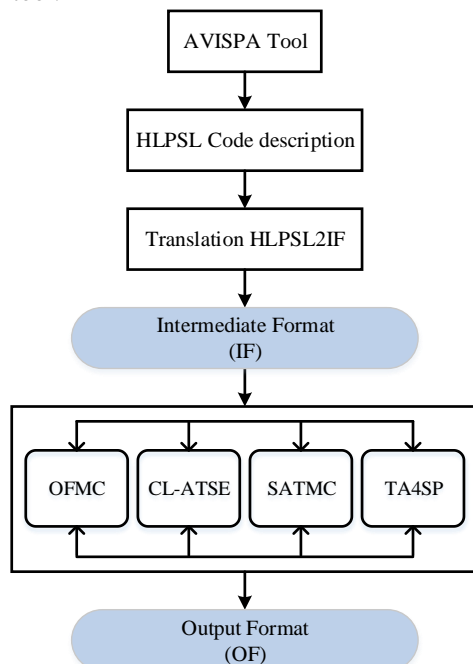 AVISPA Tool
HLPSL Code description
Translation HLPSL2IF
Intermediate Format
(IF)
OFMC
CL-ATSE
SATMC
TA4SP
Output Format
(OF)